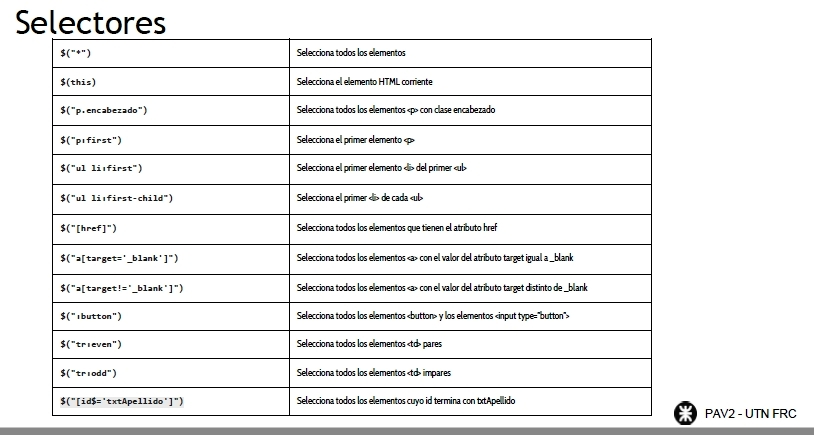 Selectores
$("*") Selecciona todos los elementos
$(this) Selecciona el elemento HTML corriente
$("p.encabezado") Selecciona todos los elementos <p> con clase encabezado
$("p:first") Selecciona el primer elemento <p>
$("ul li:first") Selecciona el primer elemento <li> del primer <ul>
$("ul li:first-child") Selecciona el primer <li> de cada <ul>
$("[href]") Selecciona todos los elementos que tienen el atributo href
$("a[target='_blank']") Selecciona todos los elementos <a> con el valor del atributo target igual a _blank
$("a[target!='_blank']") Selecciona todos los elementos <a> con el valor del atributo target distinto de _blank
$(":button") Selecciona todos los elementos <button> y los elementos <input type="button">
$("tr:even") Selecciona todos los elementos <td> pares
$("tr:odd") Selecciona todos los elementos <td> impares
$("[id$='txtApellido']") Selecciona todos los elementos cuyo id termina con txtApellido
PAV2 - UTN FRC